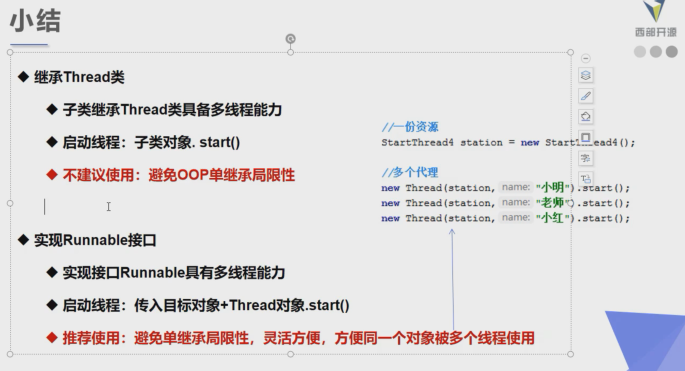 小结
西部开源
◆ 继承Thread类
◆ 子类继承Thread类具备多线程能力
◆ 启动线程：子类对象. start()
◆ 不建议使用：避免OOP单继承局限性
◆ 实现Runnable接口
◆ 实现接口Runnable具有多线程能力
◆ 启动线程：传入目标对象+Thread对象.start()
◆ 推荐使用：避免单继承局限性，灵活方便，方便同一个对象被多个线程使用
//一份资源
StartThread4 station = new StartThread4();
//多个代理
new Thread(station, name: "小明").start();
new Thread(station, name: "老师").start();
new Thread(station, name: "小红").start();